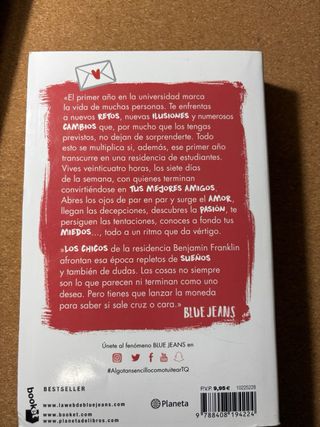 «El primer año en la universidad marca
la vida de muchas personas. Te enfrentas
a nuevos RETOS, nuevas ILUSIONES y numerosos
CAMBIOS que, por mucho que los tengas
previstos, no dejan de sorprenderte. Todo
esto se multiplica si, además, ese primer año
transcurre en una residencia de estudiantes.
Vives veinticuatro horas, los siete días
de la semana, con quienes terminan
convirtiéndose en TUS MEJORES AMIGOS.
Abres los ojos de par en par y surge el AMOR,
llegan las decepciones, descubres la PASIÓN, te
persiguen las tentaciones, conoces a fondo tus
MIEDOS..., todo a un ritmo que da vértigo.
»LOS CHICOS de la residencia Benjamin Franklin
afrontan esa época repletos de SUEÑOS
y también de dudas. Las cosas no siempre
son lo que parecen ni terminan como uno
desea. Pero tienes que lanzar la moneda
para saber si sale cruz o cara.»
BLUE JEANS
Únete al fenómeno BLUE JEANS en
#AlgotansencillocomotuitearTQ
booket
BESTSELLER
www.lawebdebluejeans.com
www.booket.com
www.planetadelibros.com
Planeta
P.V.P. 9,95 € 10225228
9 788408 194224